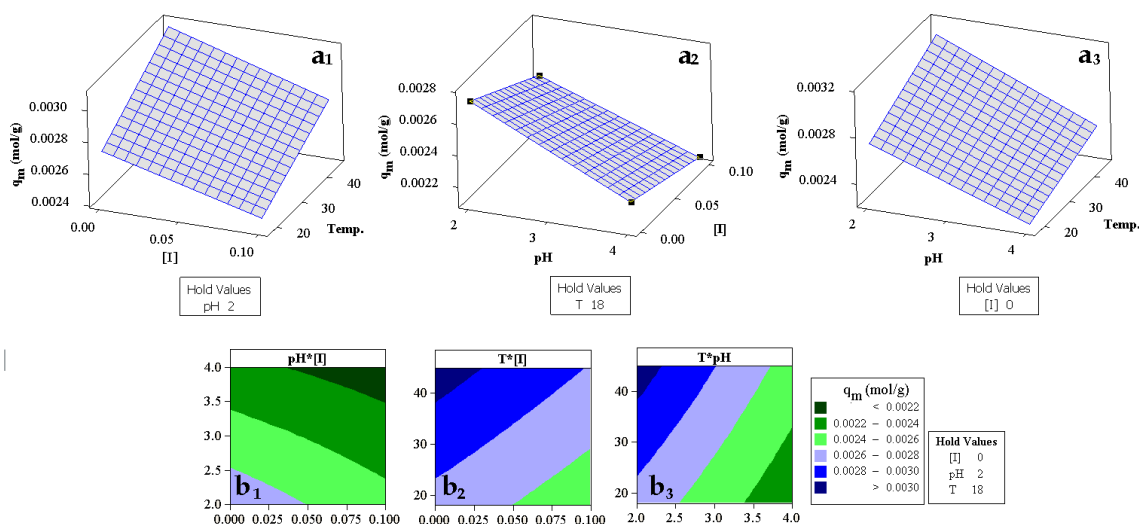 a1
0.0030
0.0028
0.0026
0.0024
qm (mol/g)
0.00
0.05
0.10
[I]
20
30
40
Temp.
Hold Values
pH 2
a2
0.0028
0.0026
0.0024
0.0022
qm (mol/g)
2
3
4
pH
0.00
0.05
0.10
[I]
Hold Values
T 18
a3
0.0032
0.0028
0.0024
qm (mol/g)
2
3
4
pH
20
30
40
Temp.
Hold Values
[I] 0
pH*[I]
4.0
3.5
3.0
2.5
2.0
0.000 0.025 0.050 0.075 0.100
b1
T*[I]
40
30
20
0.000 0.025 0.050 0.075 0.100
b2
T*pH
40
30
20
2.0 2.5 3.0 3.5 4.0
b3
qm (mol/g)
< 0.0022
0.0022 – 0.0024
0.0024 – 0.0026
0.0026 – 0.0028
0.0028 – 0.0030
> 0.0030
Hold Values
[I] 0
pH 2
T 18